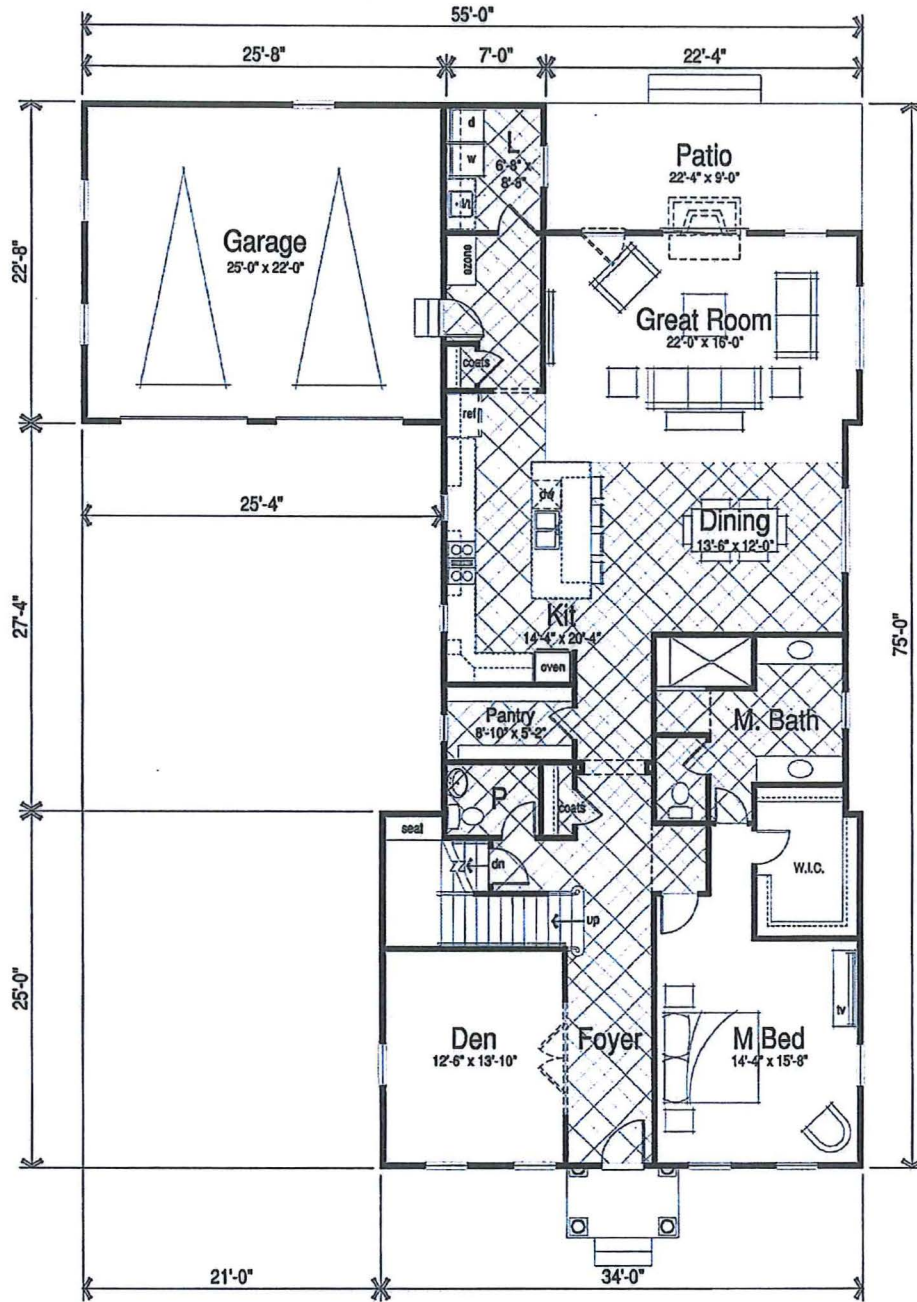 55'-0"
25'-8"
7'-0"
22'-4"
d
w
L
6'-8" x
8'-8"
Patio
22'-4" x 9'-0"
Garage
25'-0" x 22'-0"
22'-8"
ozone
Great Room
22'-0" x 16'-0"
coats
ref
25'-4"
dw
Dining
13'-6" x 12'-0"
27'-4"
75'-0"
Kit
14'-4" x 20'-4"
oven
Pantry
8'-10" x 5'-2"
M. Bath
P
coats
seat
dn
W.I.C.
up
25'-0"
Den
12'-6" x 13'-10"
Foyer
M Bed
14'-4" x 15'-8"
tv
21'-0"
34'-0"